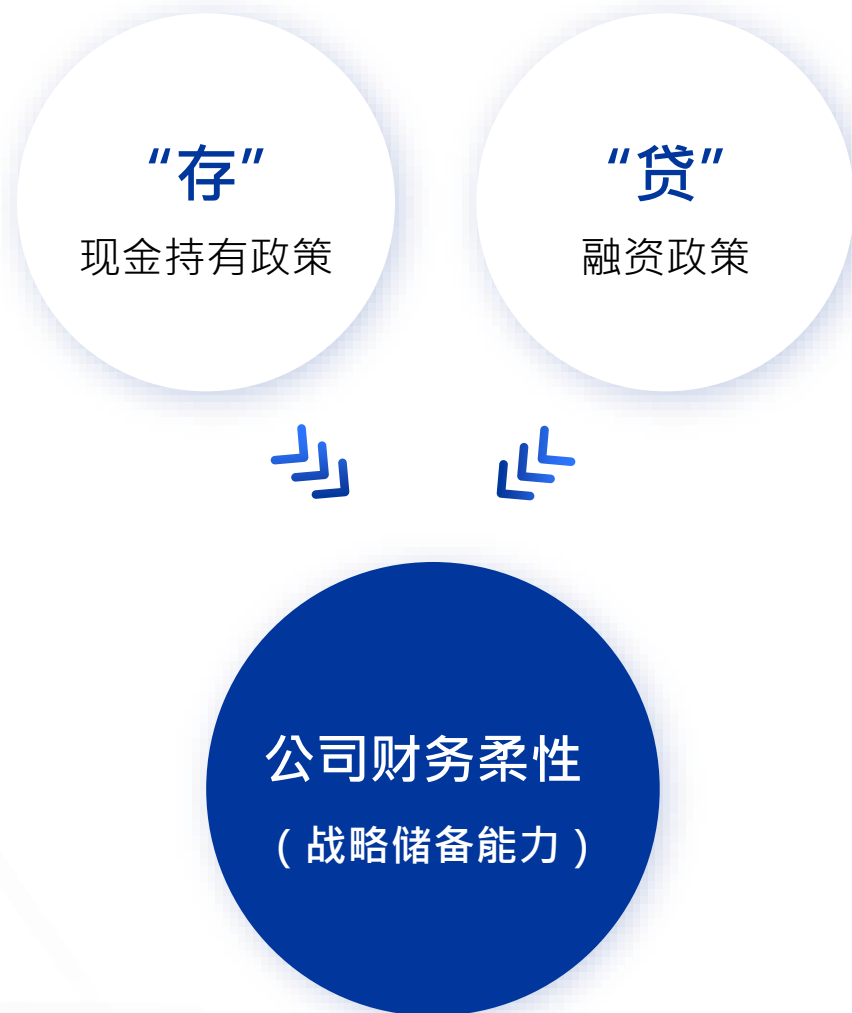 “存”
现金持有政策
“贷”
融资政策
公司财务柔性
（战略储备能力）